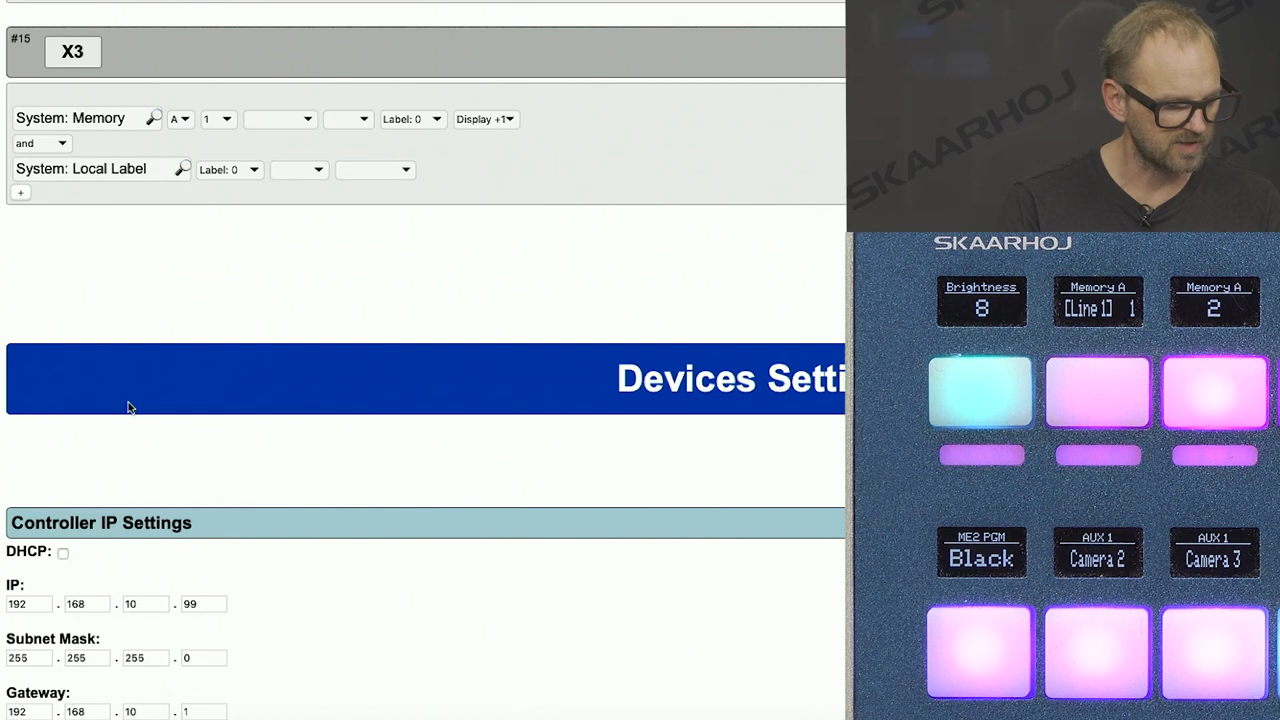 #15
X3
System: Memory A 1 Label: 0 Display +1
and
System: Local Label Label: 0
+
Devices Setti
Controller IP Settings
DHCP:
IP:
192 . 168 . 10 . 99
Subnet Mask:
255 . 255 . 255 . 0
Gateway:
192 . 168 . 10 . 1
SKAARHOJ
SKAARHOJ
Brightness
8
Memory A
[Line1] 1
Memory A
2
ME2 PGM
Black
AUX 1
Camera 2
AUX 1
Camera 3